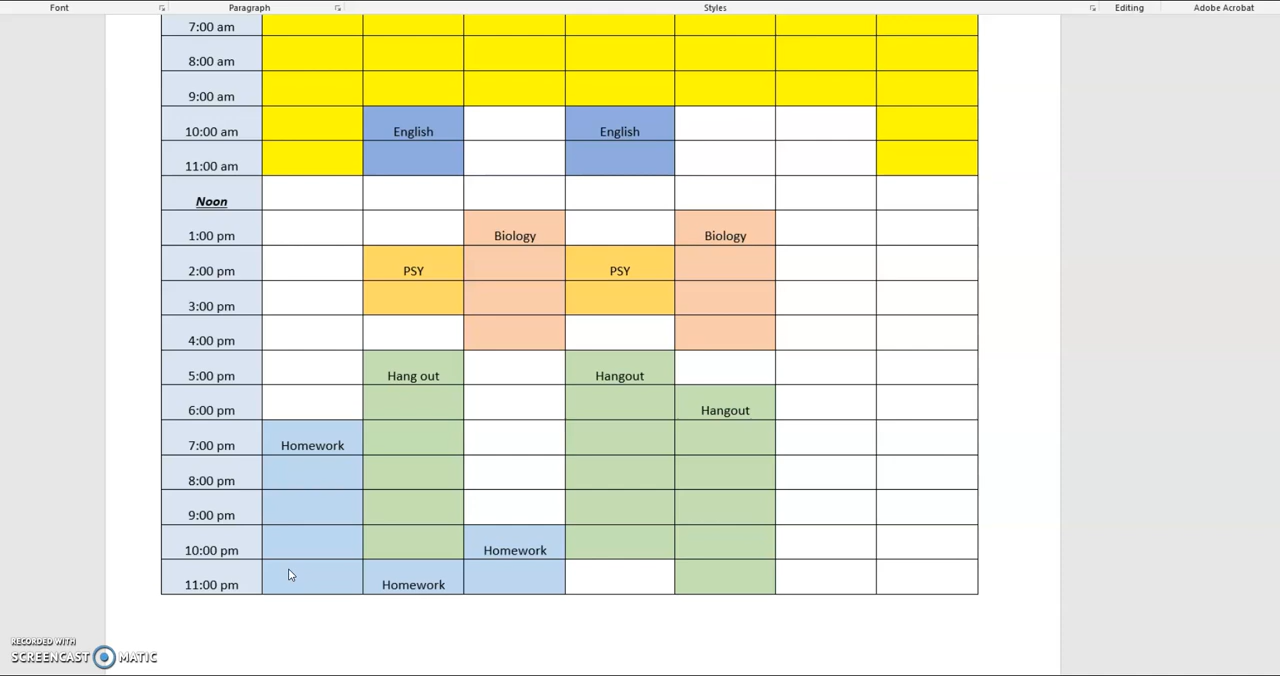 Font Paragraph Styles Editing Adobe Acrobat
7:00 am
8:00 am
9:00 am
10:00 am English English
11:00 am
Noon
1:00 pm Biology Biology
2:00 pm PSY PSY
3:00 pm
4:00 pm
5:00 pm Hang out Hangout
6:00 pm Hangout
7:00 pm Homework
8:00 pm
9:00 pm
10:00 pm Homework
11:00 pm Homework
RECORDED WITH
SCREENCAST MATIC